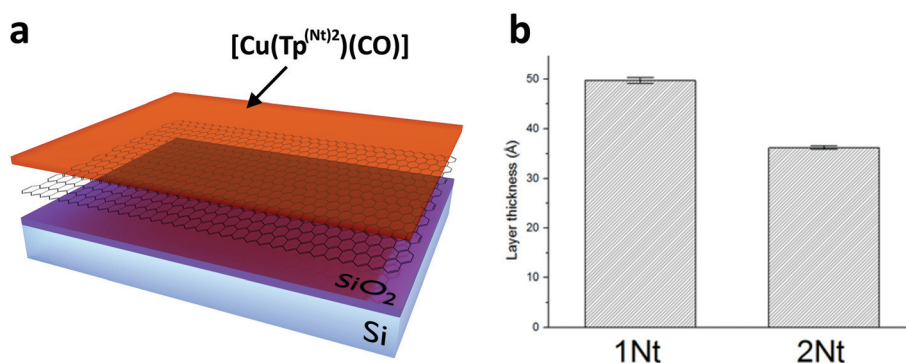 a
[Cu(Tp^(Nt)2)(CO)]
SiO2
Si
b
Layer thickness (Å)
50
40
30
20
10
0
1Nt
2Nt